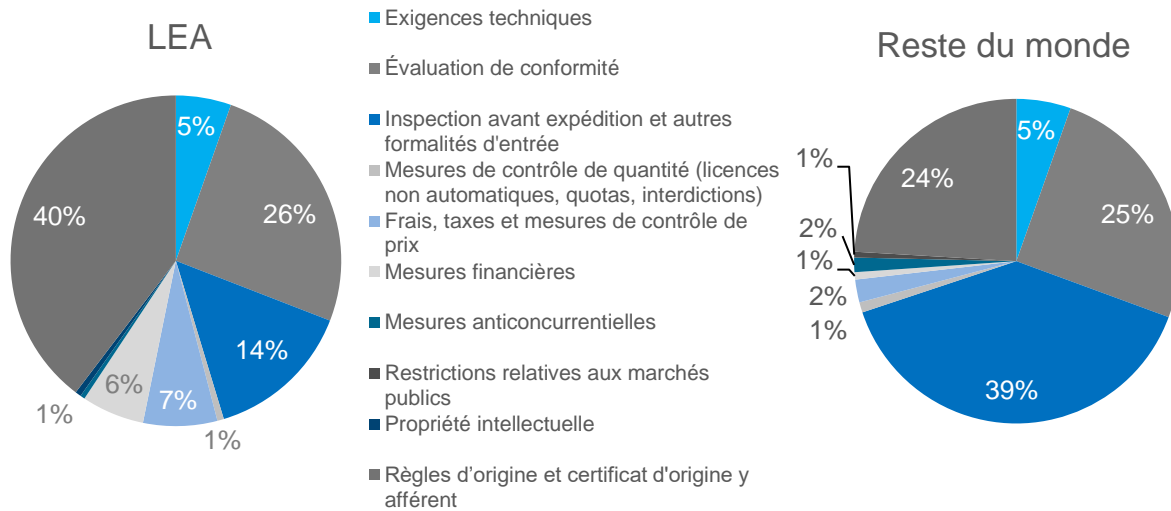 LEA
5%
26%
14%
1%
7%
6%
1%
40%
Exigences techniques
Évaluation de conformité
Inspection avant expédition et autres
formalités d'entrée
Mesures de contrôle de quantité (licences
non automatiques, quotas, interdictions)
Frais, taxes et mesures de contrôle de
prix
Mesures financières
Mesures anticoncurrentielles
Restrictions relatives aux marchés
publics
Propriété intellectuelle
Règles d’origine et certificat d'origine y
afférent
Reste du monde
5%
25%
39%
1%
2%
1%
2%
1%
24%